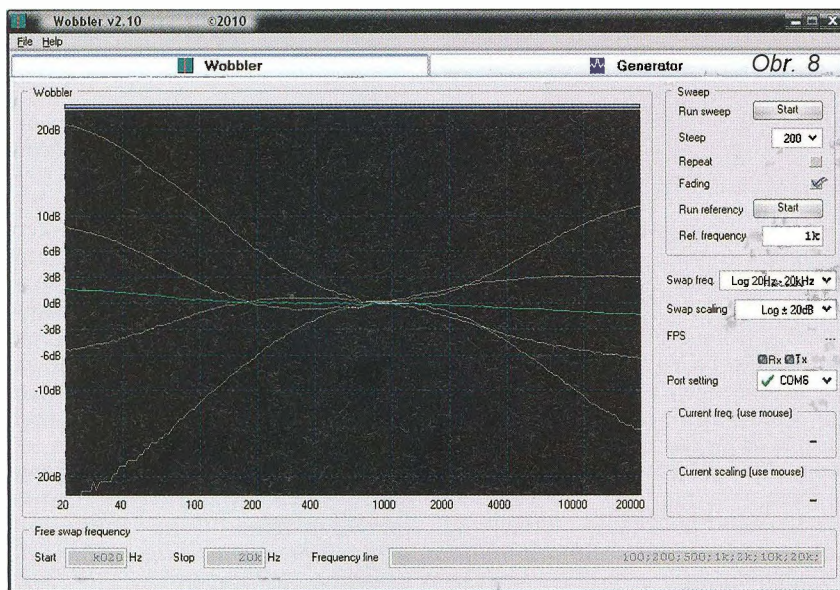 Wobbler v2.10 ©2010
File Help
Wobbler
Generator
Obr. 8
Wobbler
20dB
10dB
6dB
3dB
0dB
-3dB
-6dB
-10dB
-20dB
20 40 100 200 400 1000 2000 4000 10000 20000
Sweep
Run sweep Start
Steep 200
Repeat
Fading
Run referency Start
Ref. frequency 1k
Swap freq. Log 20Hz - 20kHz
Swap scaling Log ± 20dB
FPS ---
Rx Tx
Port setting COM6
Current freq. (use mouse)
-
Current scaling (use mouse)
-
Free swap frequency
Start k020 Hz Stop 20k Hz Frequency line 100;200;500;1k;2k;10k;20k;